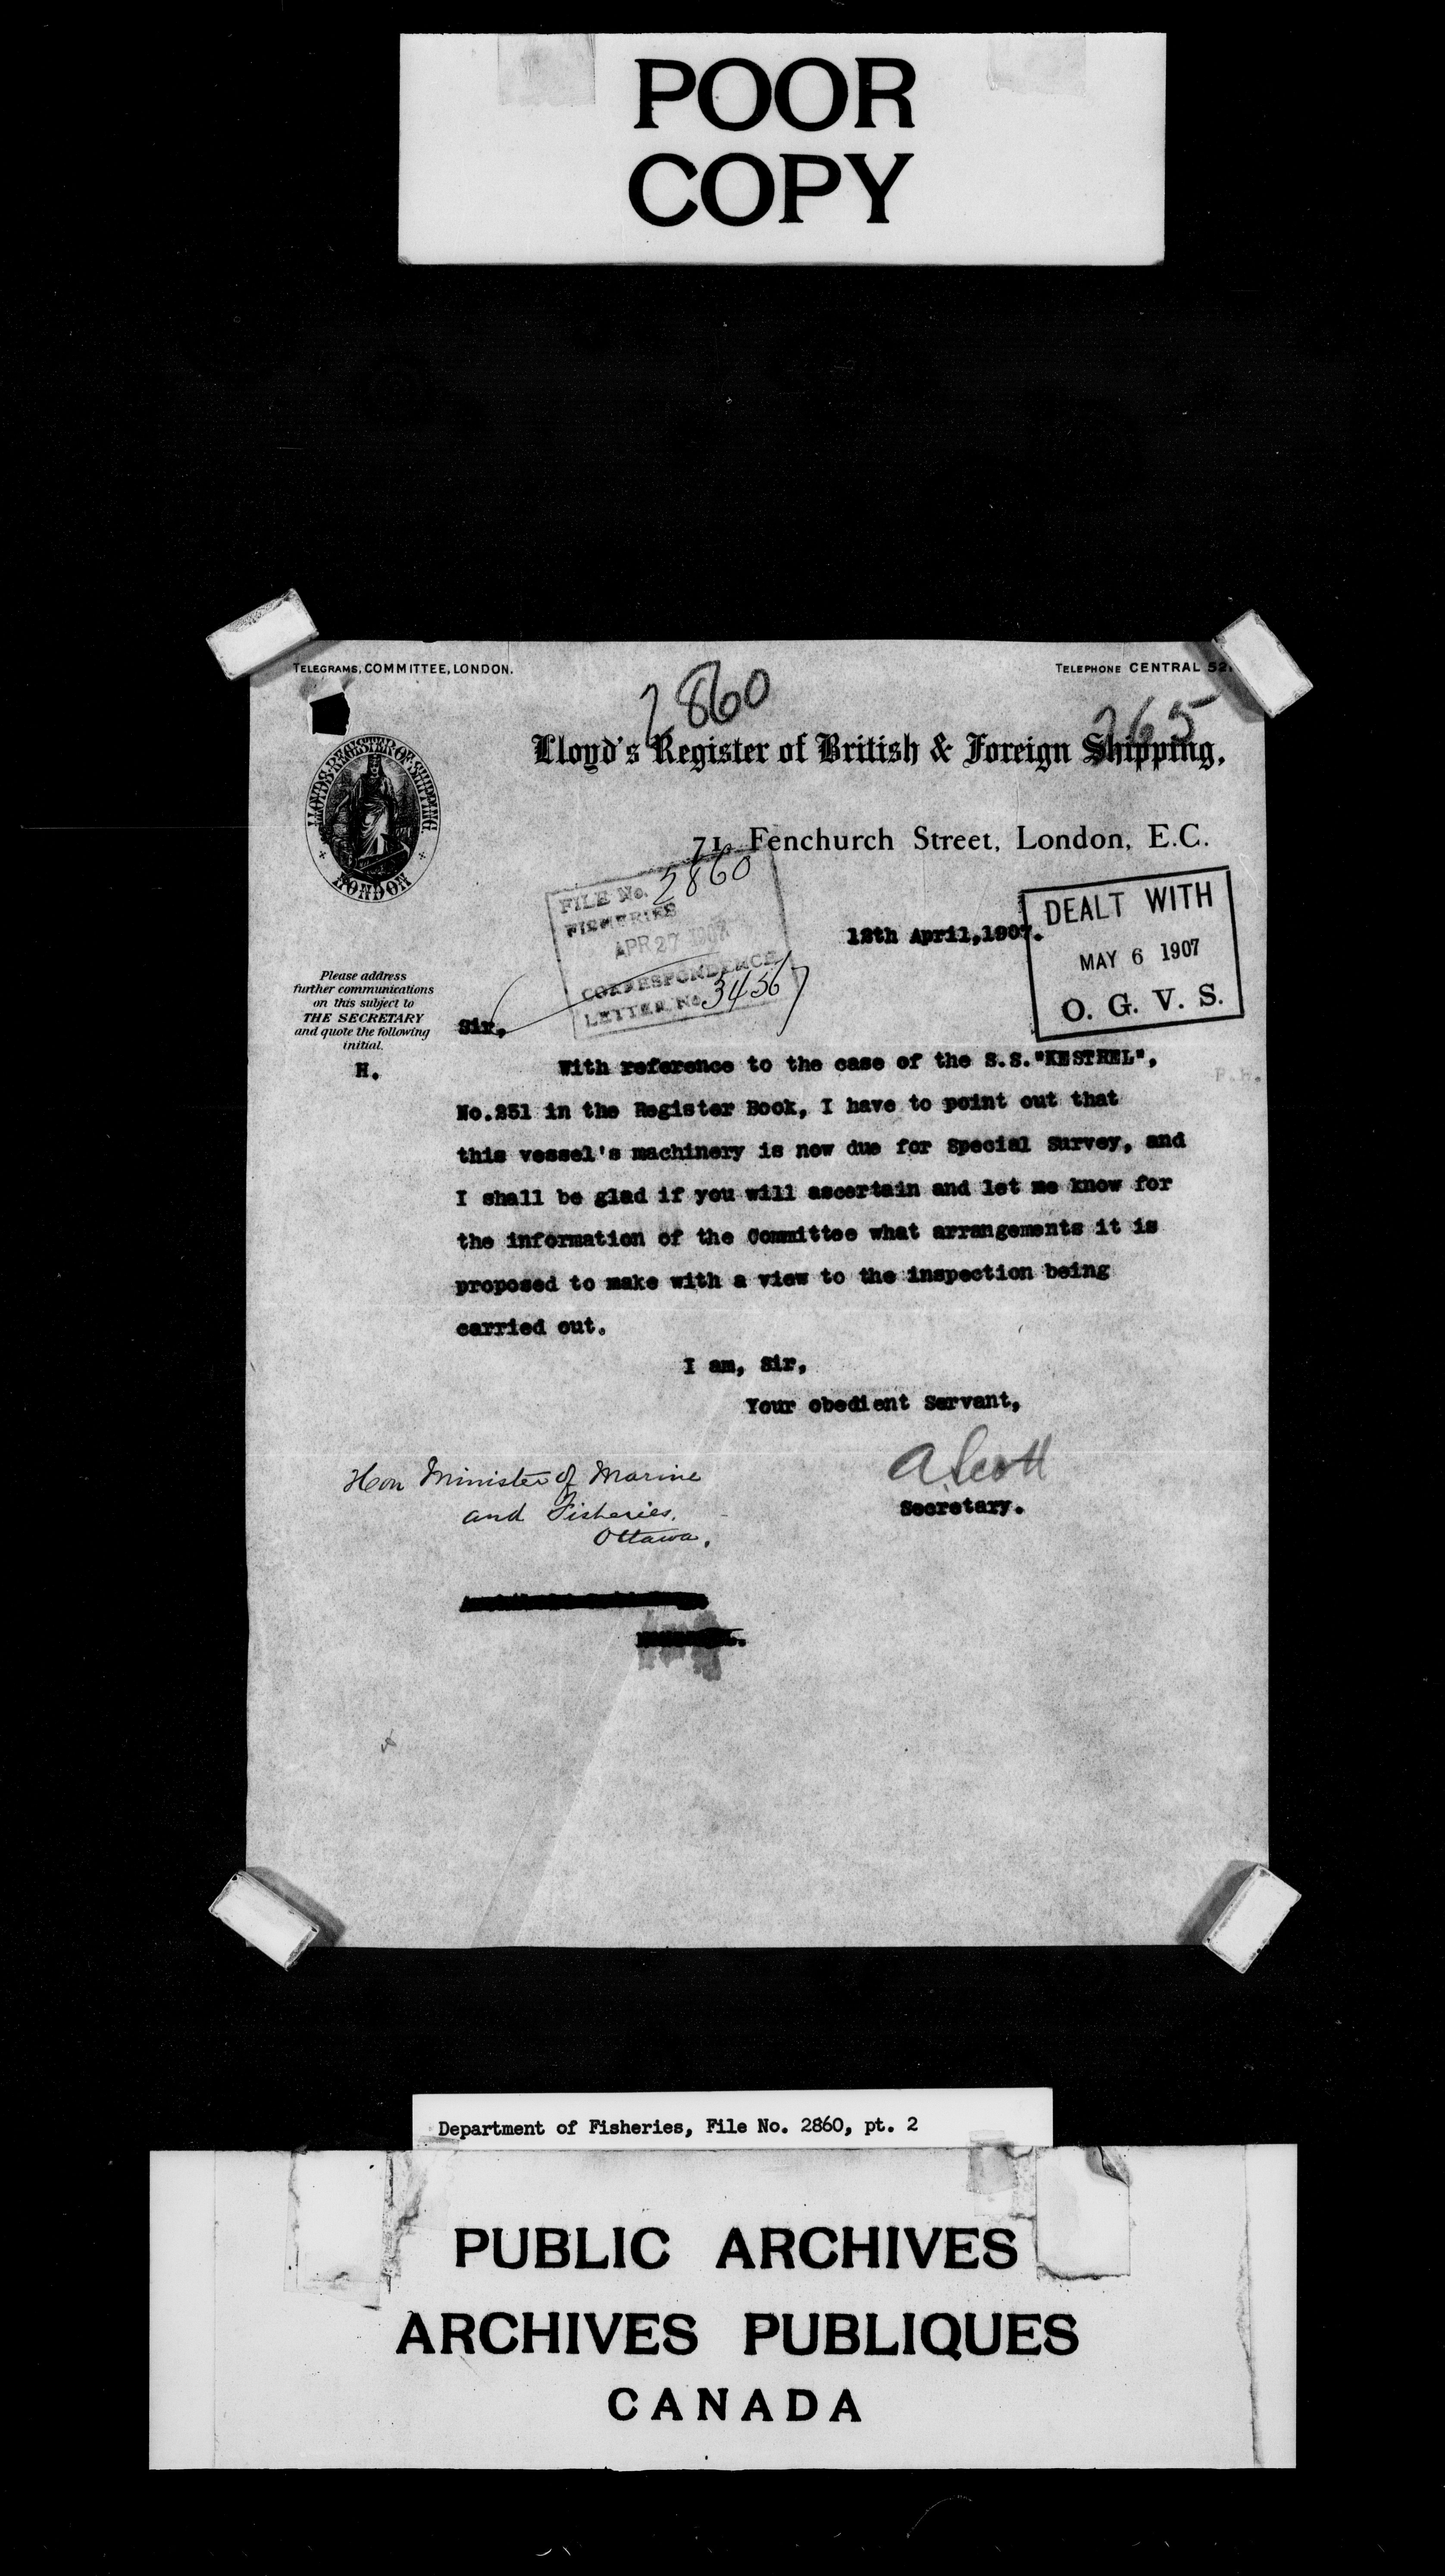 POOR
COPY
TELEGRAMS, COMMITTEE, LONDON.
TELEPHONE CENTRAL
2860
265
Lloyd's Register of British & Foreign Shipping,
LLOYD'S REGISTER OF SHIPPING.
LONDON
71, Fenchurch Street, London, E.C.
FILE No. 2860
FISHERIES
APR 27 1907
CORRESPONDENCE
LETTER No 3456
12th April, 1907.
DEALT WITH
MAY 6 1907
O. G. V. S.
Please address
further communications
on this subject to
THE SECRETARY
and quote the following
initial.
H.
Sir,
With reference to the case of the S.S."KESTREL",
No.251 in the Register Book, I have to point out that
this vessel's machinery is now due for Special Survey, and
I shall be glad if you will ascertain and let me know for
the information of the Committee what arrangements it is
proposed to make with a view to the inspection being
carried out.
I am, Sir,
Your obedient Servant,
A Scott
Secretary.
Hon Minister of Marine
and Fisheries.
Ottawa.
Department of Fisheries, File No. 2860, pt. 2
PUBLIC ARCHIVES
ARCHIVES PUBLIQUES
CANADA